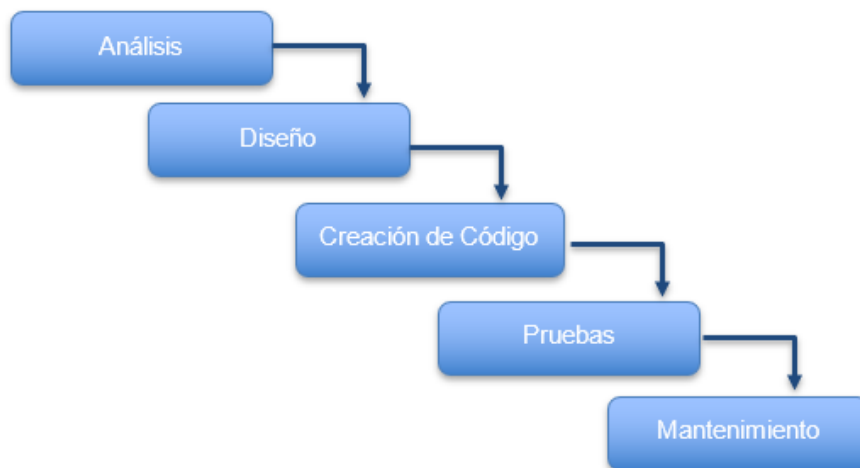 Análisis
Diseño
Creación de Código
Pruebas
Mantenimiento